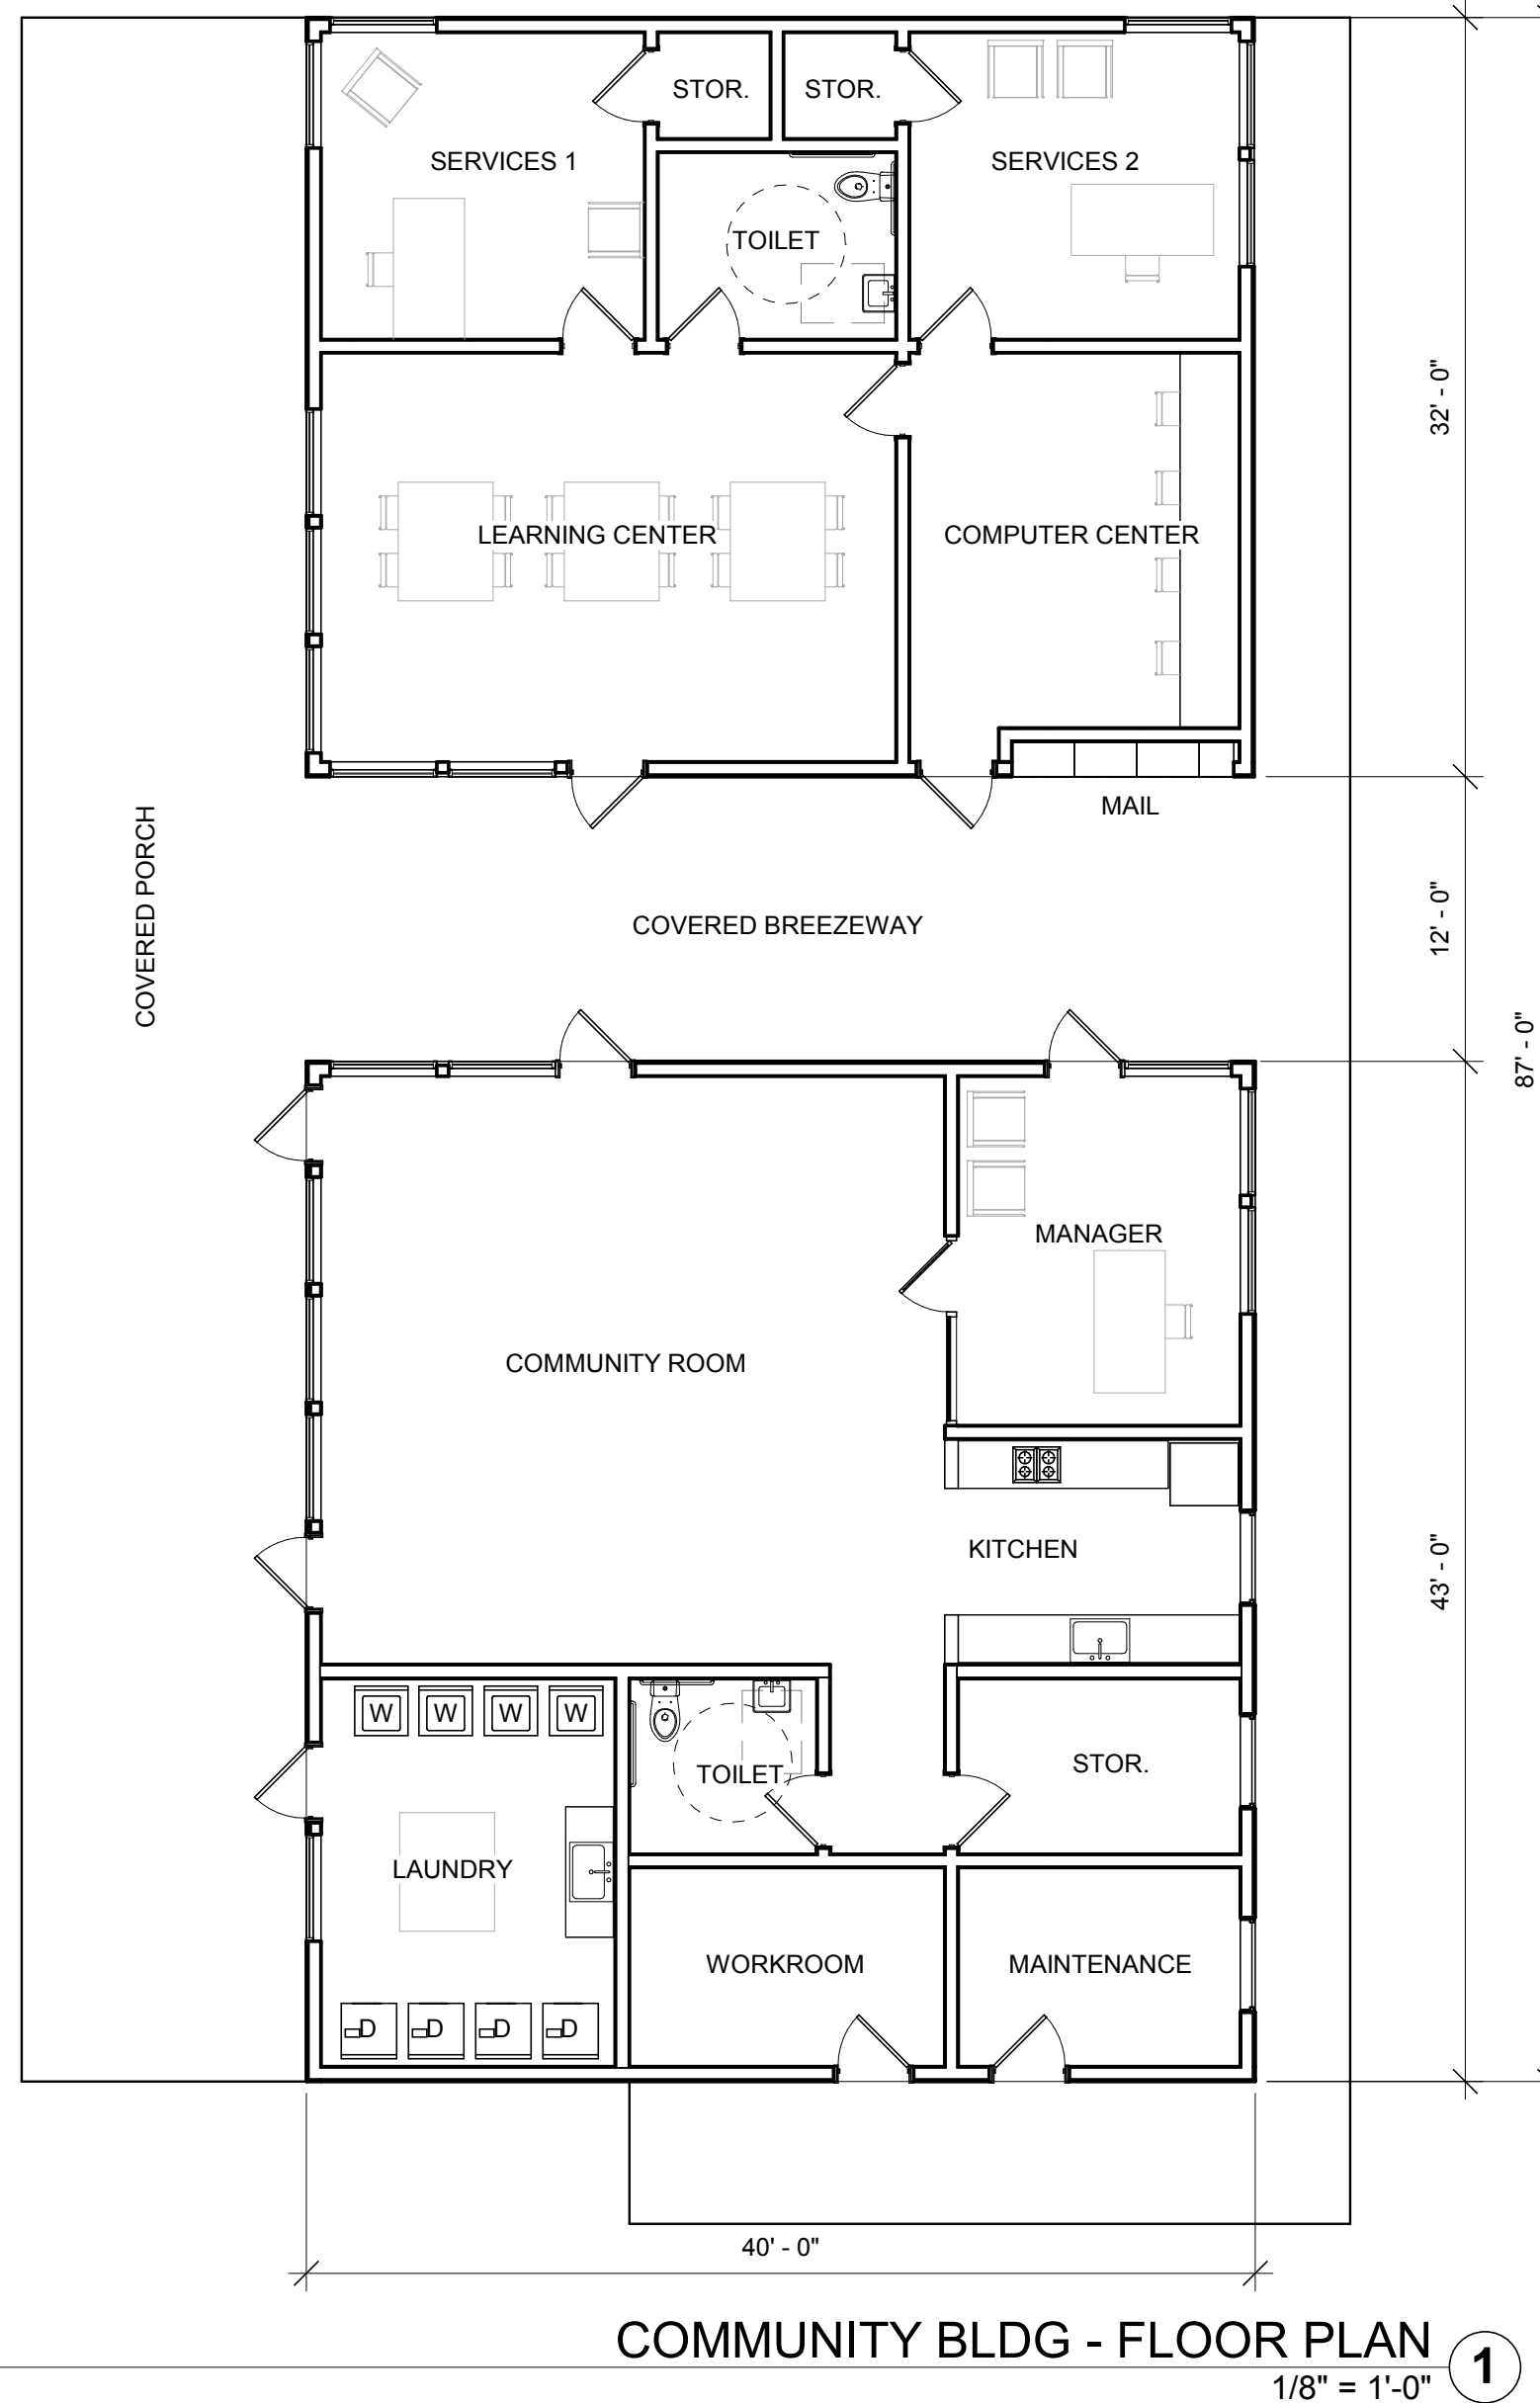 STOR.
STOR.
SERVICES 1
SERVICES 2
TOILET
32' - 0"
LEARNING CENTER
COMPUTER CENTER
MAIL
COVERED PORCH
COVERED BREEZEWAY
12' - 0"
87' - 0"
MANAGER
COMMUNITY ROOM
KITCHEN
43' - 0"
W
W
W
W
TOILET
STOR.
LAUNDRY
WORKROOM
MAINTENANCE
D
D
D
D
40' - 0"
COMMUNITY BLDG - FLOOR PLAN
1
1/8" = 1'-0"